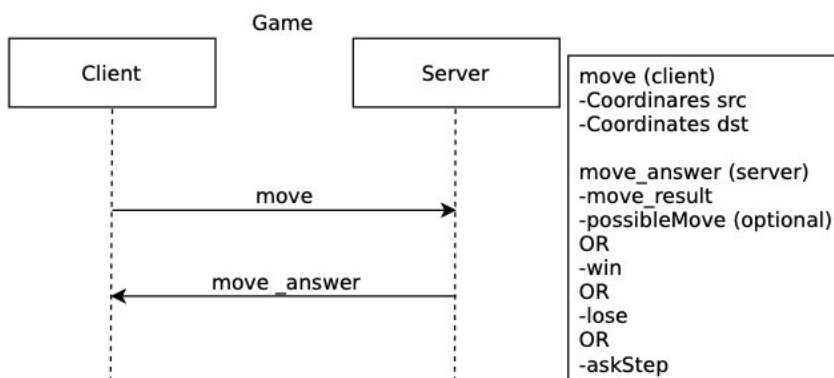 Game
Client
Server
move
move _answer
move (client)
-Coordinares src
-Coordinates dst
move_answer (server)
-move_result
-possibleMove (optional)
OR
-win
OR
-lose
OR
-askStep